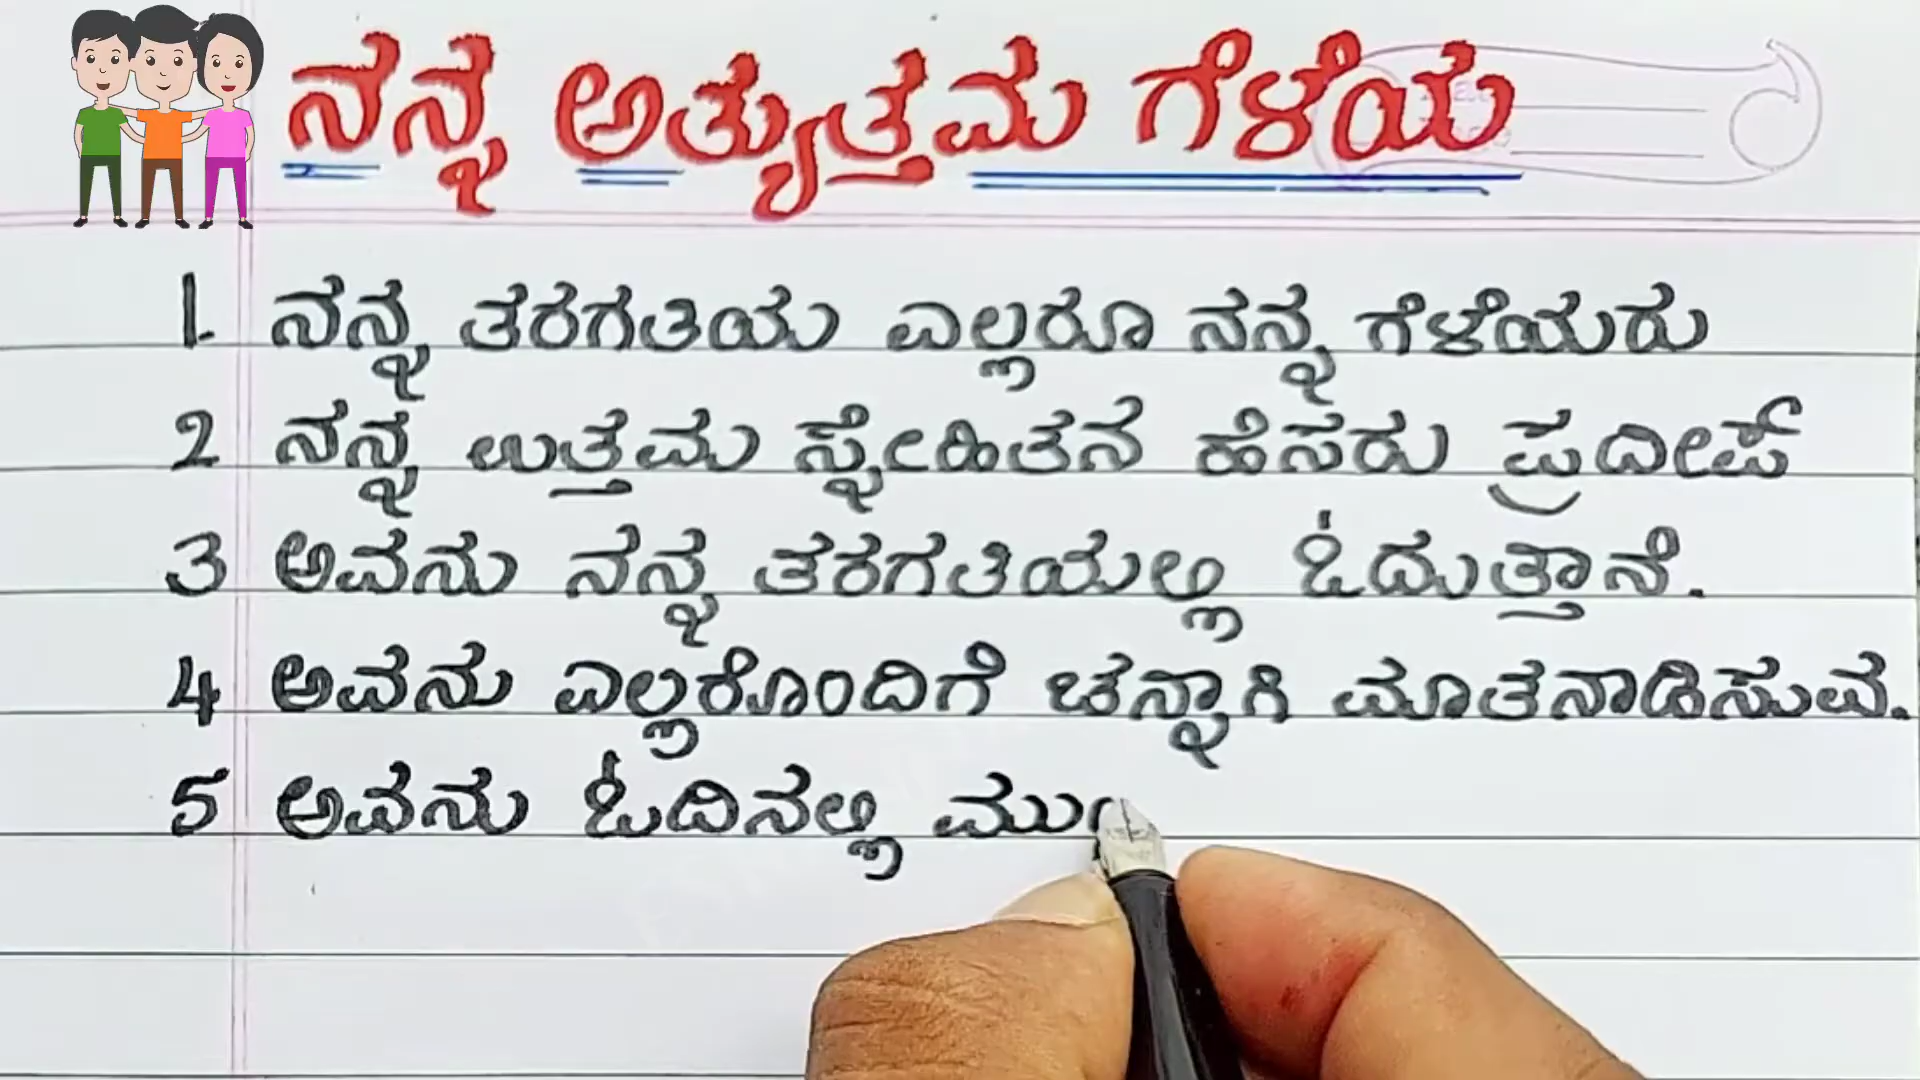 ನನ್ನ ಅತ್ಯುತ್ತಮ ಗೆಳೆಯ
1. ನನ್ನ ತರಗತಿಯ ಎಲ್ಲರೂ ನನ್ನ ಗೆಳೆಯರು
2 ನನ್ನ ಉತ್ತಮ ಸ್ನೇಹಿತನ ಹೆಸರು ಪ್ರದೀಪ್
3 ಅವನು ನನ್ನ ತರಗತಿಯಲ್ಲಿ ಓದುತ್ತಾನೆ.
4 ಅವನು ಎಲ್ಲರೊಂದಿಗೆ ಚನ್ನಾಗಿ ಮಾತನಾಡಿಸುವ.
5 ಅವನು ಓದಿನಲ್ಲಿ